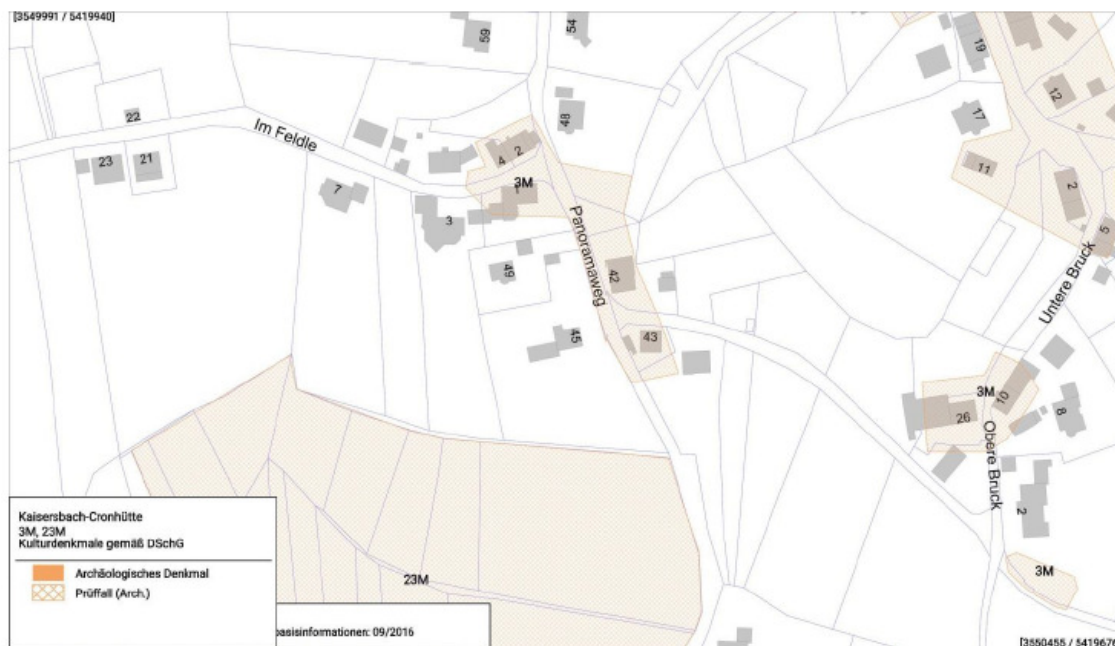 [3549991 / 5419940]
59
54
19
12
17
48
22
Im Feldle
23
21
4
2
11
3M
7
2
3
Panoramaweg
5
49
42
Untere Bruck
45
43
3M
10
26
8
Obere Bruck
2
3M
23M
Kaisersbach-Cronhütte
3M, 23M
Kulturdenkmale gemäß DSchG
Archäologisches Denkmal
Prüffall (Arch.)
basisinformationen: 09/2016
[3550455 / 5419676